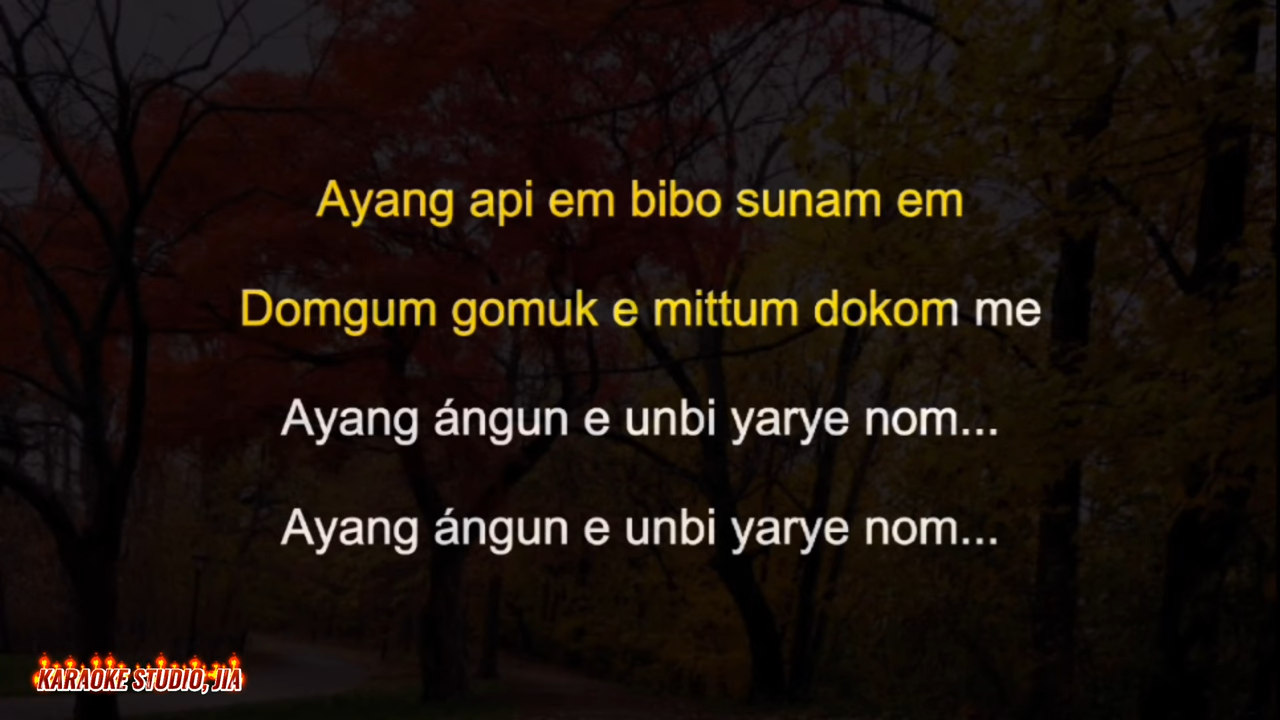 Ayang api em bibo sunam em
Domgum gomuk e mittum dokom me
Ayang ángun e unbi yarye nom...
Ayang ángun e unbi yarye nom...
KARAOKE STUDIO, JIA